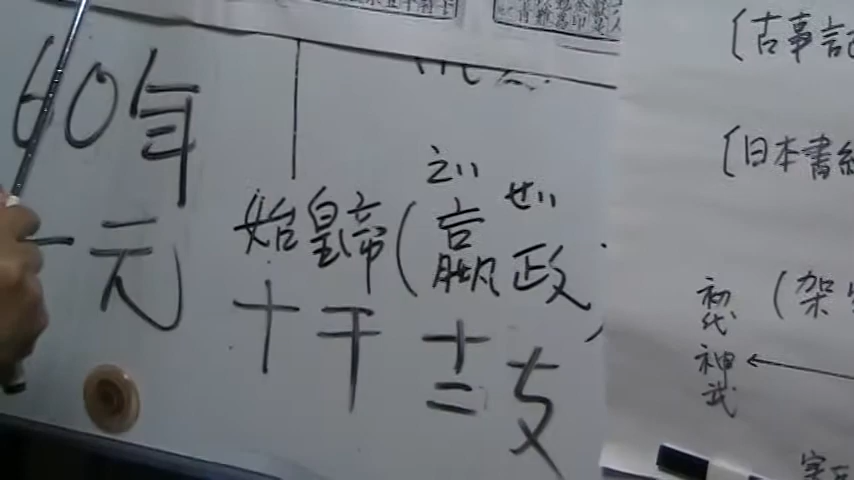 60年
一元
えい せい
始皇帝(嬴政)
十干 十二支
〔古事記
〔日本書紀
初代
神武